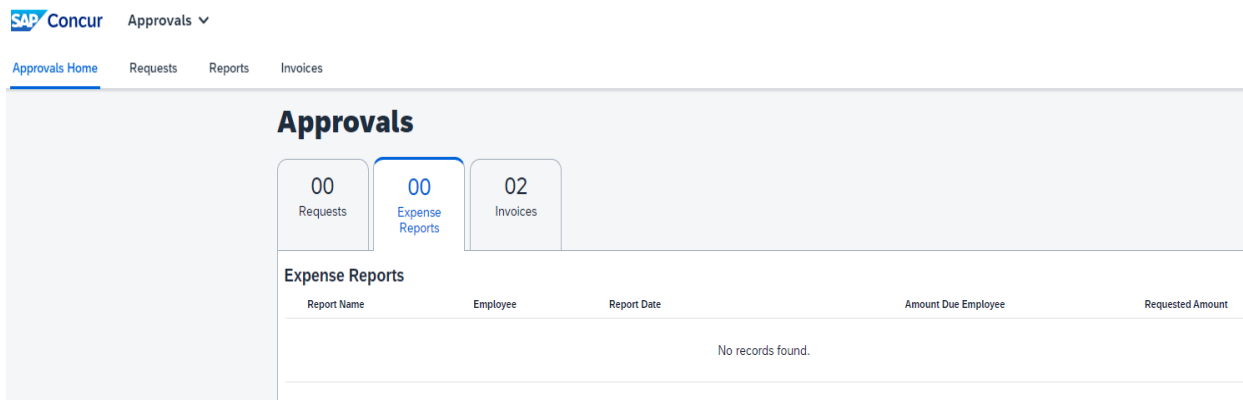 SAP Concur Approvals
Approvals Home Requests Reports Invoices
Approvals
00 00 02
Requests Expense Reports Invoices
Expense Reports
Report Name Employee Report Date Amount Due Employee Requested Amount
No records found.